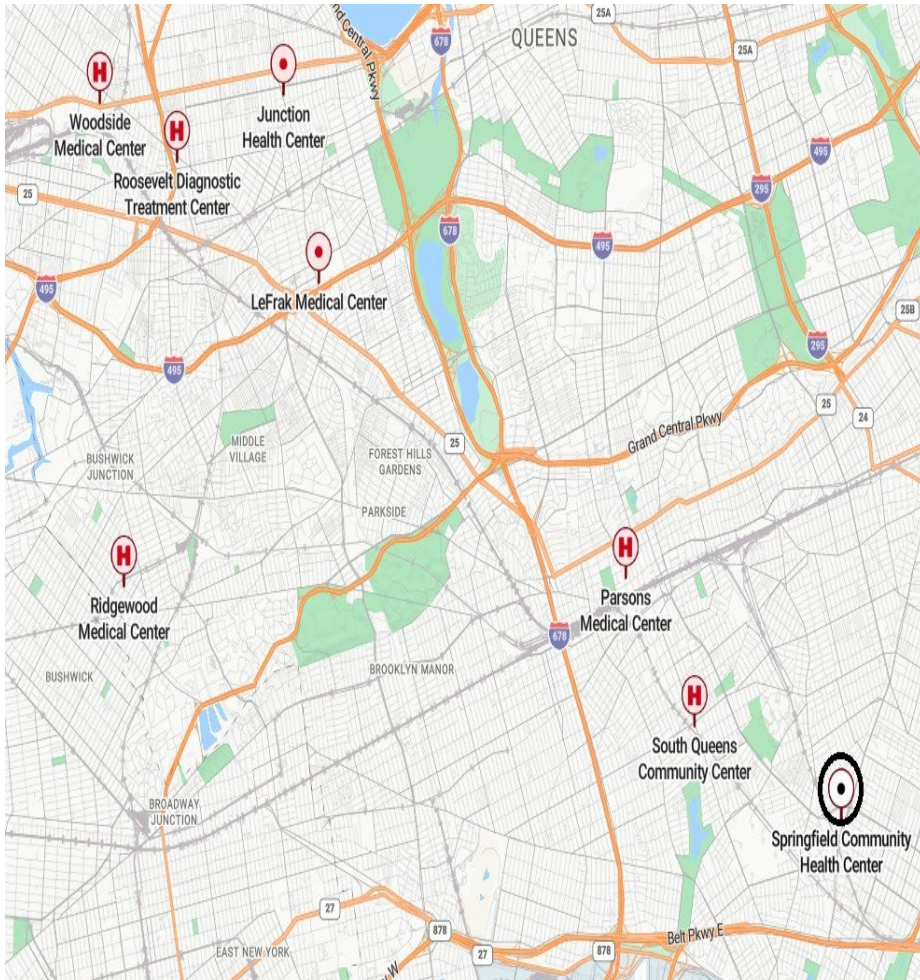 QUEENS
25A
678
nd Central Pkwy
25A
H
Woodside
Medical Center
Junction
Health Center
H
Roosevelt Diagnostic
Treatment Center
495
295
25
678
495
LeFrak Medical Center
495
25B
295
495
25
24
Grand Central Pkwy
25
MIDDLE
VILLAGE
FOREST HILLS
GARDENS
BUSHWICK
JUNCTION
PARKSIDE
H
Ridgewood
Medical Center
H
Parsons
Medical Center
678
BROOKLYN MANOR
BUSHWICK
H
South Queens
Community Center
BROADWAY
JUNCTION
Springfield Community
Health Center
27
878
Belt Pkwy E
EAST NEW YORK
27
878
W